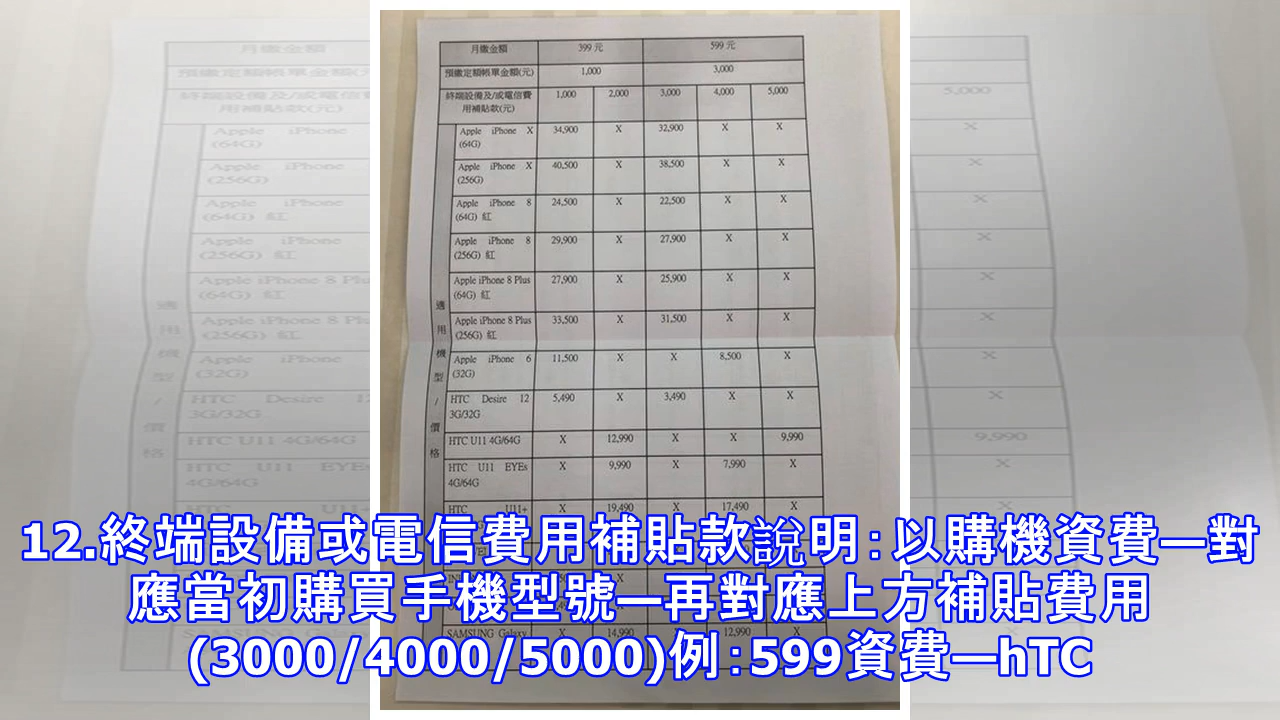 月繳金額 399 元 599 元
預繳定額帳單金額(元) 1,000 3,000
終端設備及/或電信費用補貼款(元) 1,000 2,000 3,000 4,000 5,000
適用機型/價格
Apple iPhone X (64G) 34,900 X 32,900 X X
Apple iPhone X (256G) 40,500 X 38,500 X X
Apple iPhone 8 (64G) 紅 24,500 X 22,500 X X
Apple iPhone 8 (256G) 紅 29,900 X 27,900 X X
Apple iPhone 8 Plus (64G) 紅 27,900 X 25,900 X X
Apple iPhone 8 Plus (256G) 紅 33,500 X 31,500 X X
Apple iPhone 6 (32G) 11,500 X X 8,500 X
HTC Desire 12 3G/32G 5,490 X 3,490 X X
HTC U11 4G/64G X 12,990 X X 9,990
HTC U11 EYEs 4G/64G X 9,990 X 7,990 X
HTC U11+ X 19,490 X 17,490 X
SAMSUNG Galaxy X 14,990 12,990 X
12.終端設備或電信費用補貼款說明:以購機資費—對
應當初購買手機型號—再對應上方補貼費用
(3000/4000/5000)例:599資費—hTC